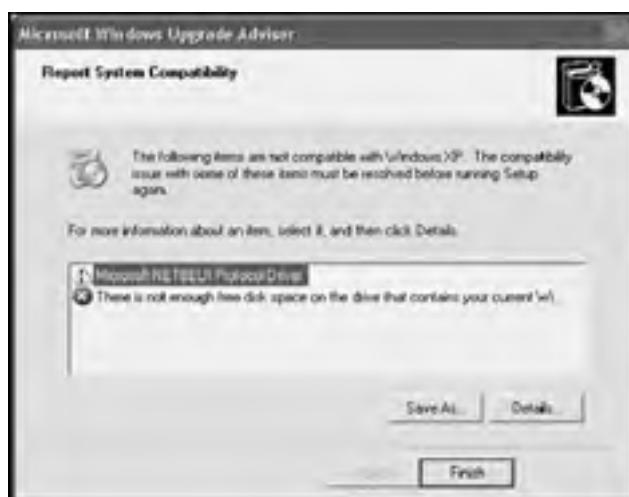 Microsoft Windows Upgrade Advisor
Report System Compatibility
The following items are not compatible with Windows XP. The compatibility
issue with some of these items must be resolved before running Setup
again.
For more information about an item, select it, and then click Details.
Microsoft NETBEUI Protocol Driver
There is not enough free disk space on the drive that contains your current
Save As...
Details...
Finish